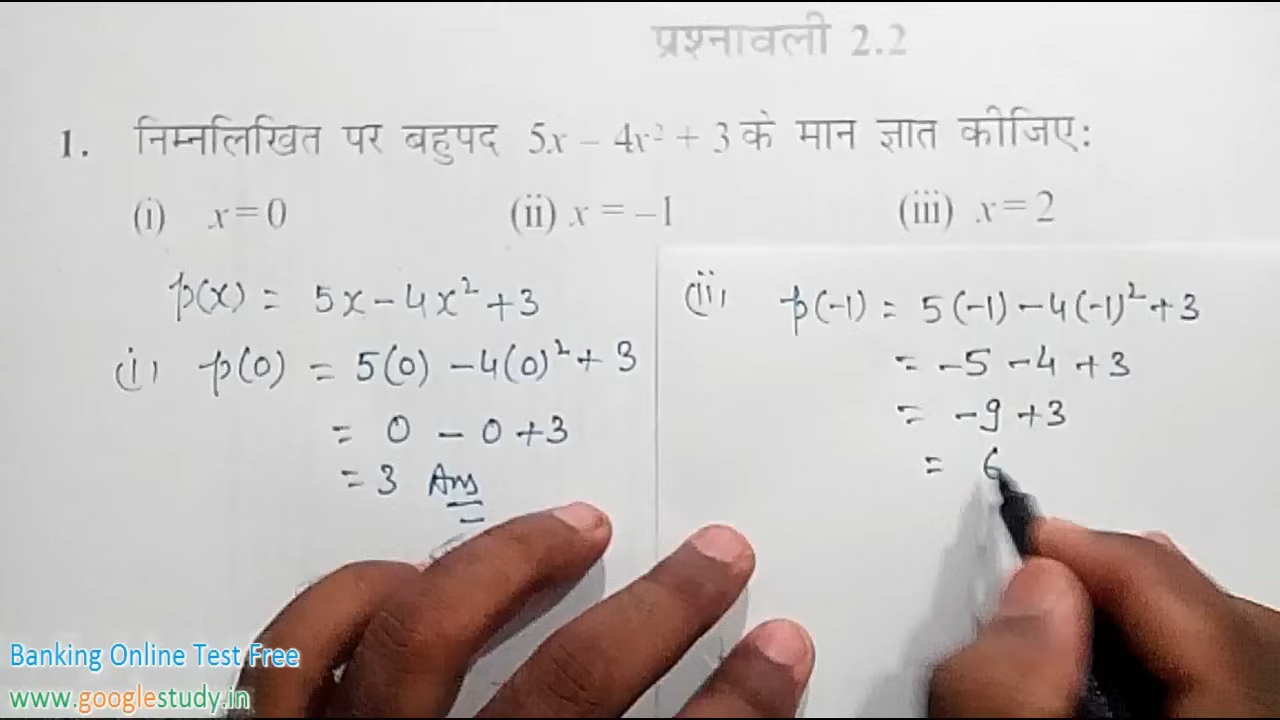 प्रश्नावली 2.2
1. निम्नलिखित पर बहुपद 5x – 4x² + 3 के मान ज्ञात कीजिए:
(i) x = 0 (ii) x = –1 (iii) x = 2
p(x) = 5x – 4x² + 3
(i) p(0) = 5(0) – 4(0)² + 3
= 0 – 0 + 3
= 3 Ans
(ii) p(-1) = 5(-1) – 4(-1)² + 3
= -5 – 4 + 3
= -9 + 3
= 6
Banking Online Test Free
www.googlestudy.in